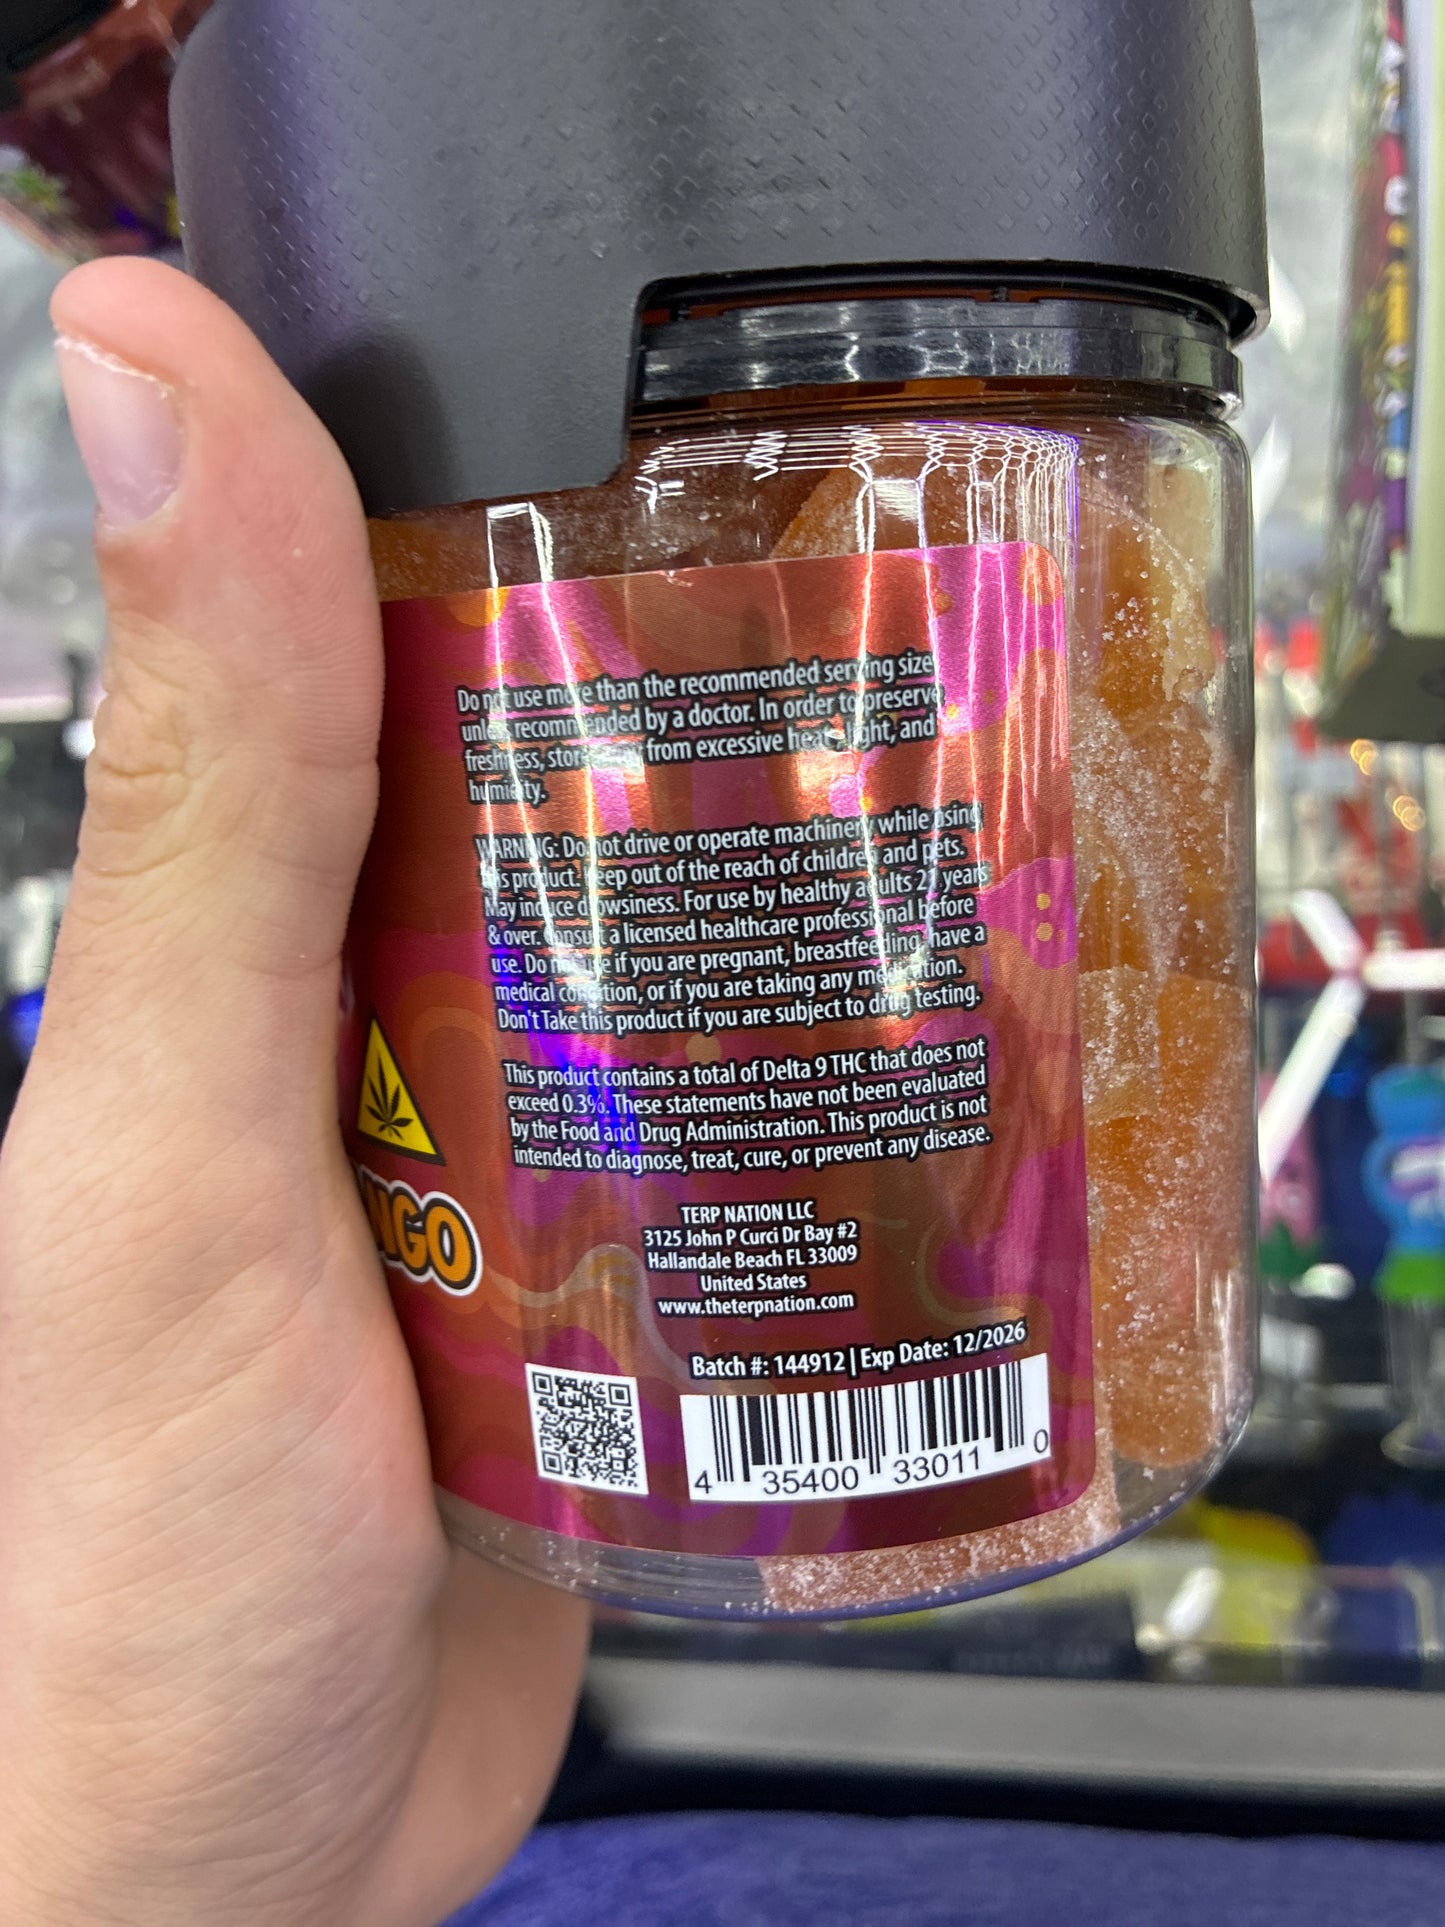 Do not use more than the recommended serving size
unless recommended by a doctor. In order to preserve
freshness, store away from excessive heat, light, and
humidity.
WARNING: Do not drive or operate machinery while using
this product. Keep out of the reach of children and pets.
May induce drowsiness. For use by healthy adults 21 years
& over. Consult a licensed healthcare professional before
use. Do not use if you are pregnant, breastfeeding, have a
medical condition, or if you are taking any medication.
Don't Take this product if you are subject to drug testing.
This product contains a total of Delta 9 THC that does not
exceed 0.3%. These statements have not been evaluated
by the Food and Drug Administration. This product is not
intended to diagnose, treat, cure, or prevent any disease.
NGO
TERP NATION LLC
3125 John P Curci Dr Bay #2
Hallandale Beach FL 33009
United States
www.theterpnation.com
Batch #: 144912 | Exp Date: 12/2026
4 35400 33011 0